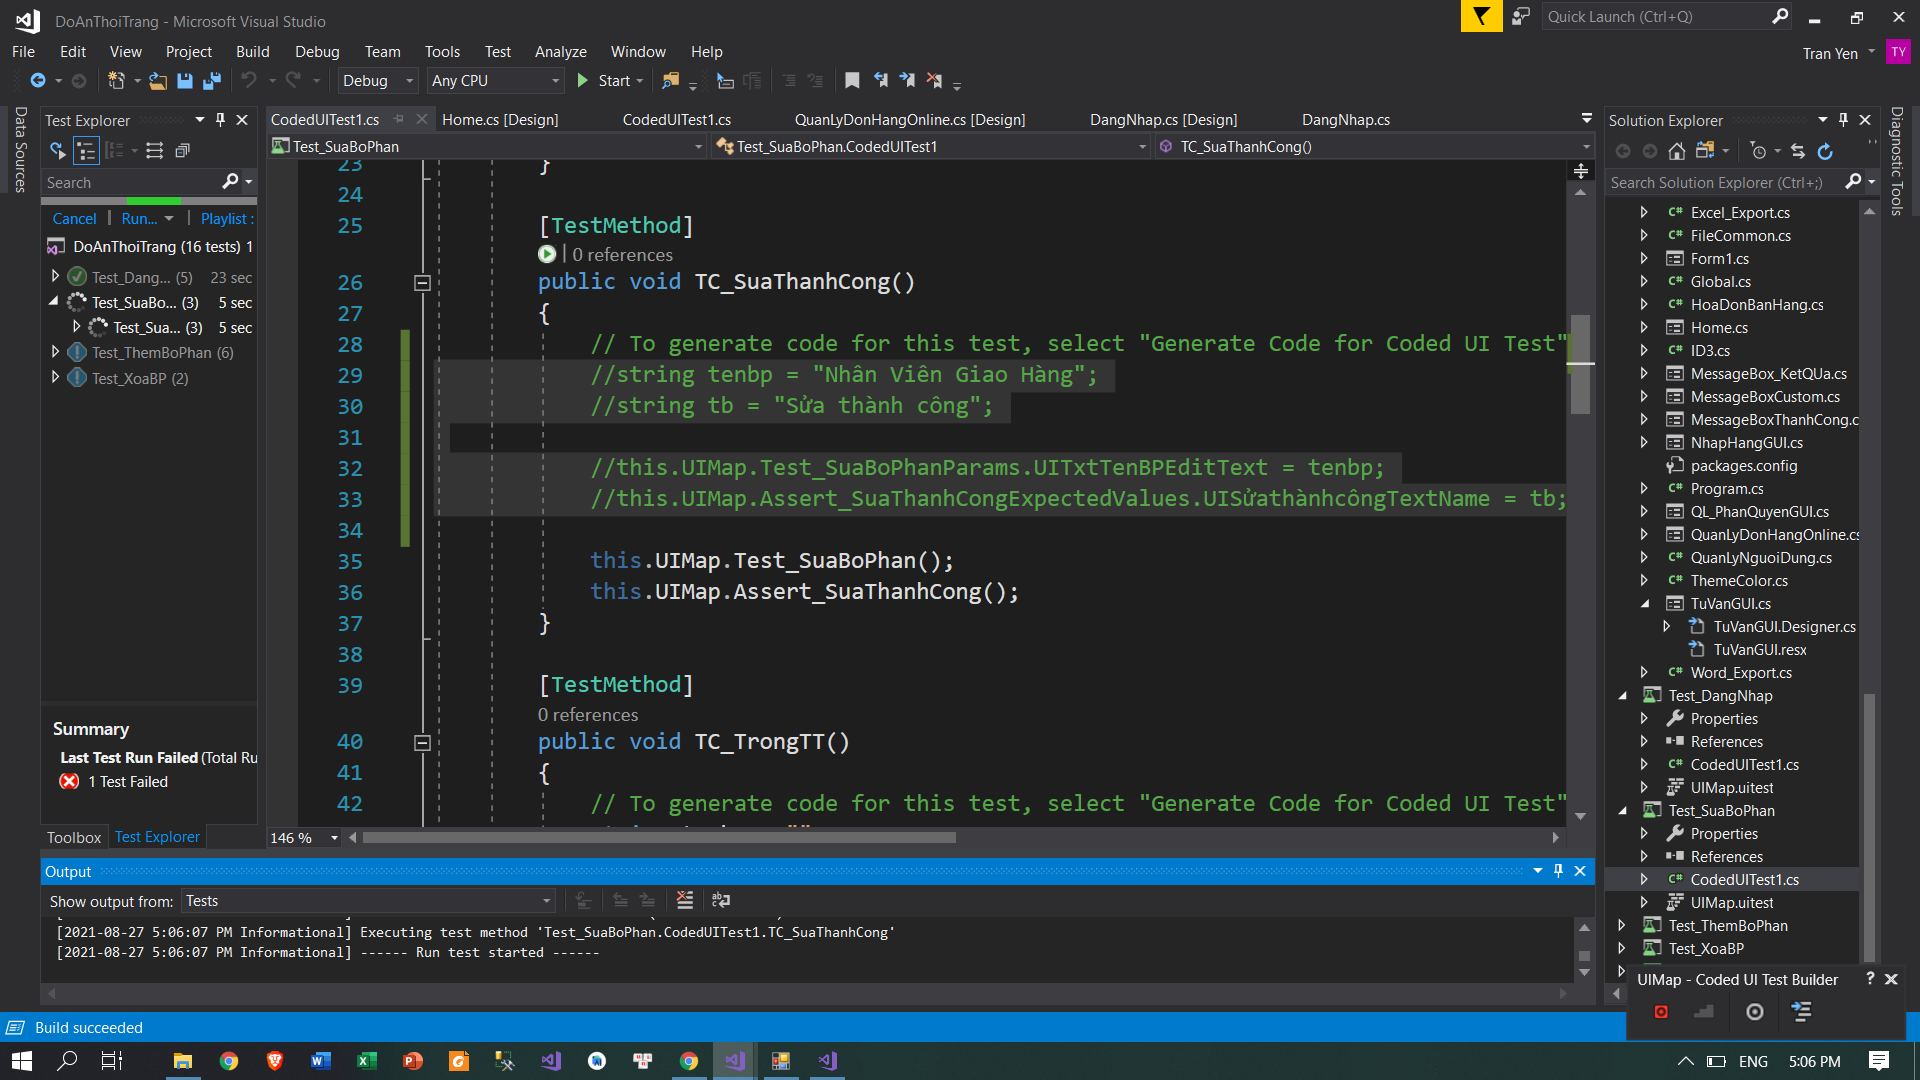 DoAnThoiTrang - Microsoft Visual Studio
Quick Launch (Ctrl+Q)
File Edit View Project Build Debug Team Tools Test Analyze Window Help
Tran Yen TY
Debug Any CPU Start
Data Sources
Test Explorer
Search
Cancel Run... Playlist :
DoAnThoiTrang (16 tests) 1
Test_Dang... (5) 23 sec
Test_SuaBo... (3) 5 sec
Test_Sua... (3) 5 sec
Test_ThemBoPhan (6)
Test_XoaBP (2)
Summary
Last Test Run Failed (Total Ru
1 Test Failed
Toolbox Test Explorer
CodedUITest1.cs Home.cs [Design] CodedUITest1.cs QuanLyDonHangOnline.cs [Design] DangNhap.cs [Design] DangNhap.cs
Test_SuaBoPhan Test_SuaBoPhan.CodedUITest1 TC_SuaThanhCong()
23 }
24
25 [TestMethod]
0 references
26 public void TC_SuaThanhCong()
27 {
28 // To generate code for this test, select "Generate Code for Coded UI Test"
29 //string tenbp = "Nhân Viên Giao Hàng";
30 //string tb = "Sửa thành công";
31
32 //this.UIMap.Test_SuaBoPhanParams.UITxtTenBPEditText = tenbp;
33 //this.UIMap.Assert_SuaThanhCongExpectedValues.UISửathànhcôngTextName = tb;
34
35 this.UIMap.Test_SuaBoPhan();
36 this.UIMap.Assert_SuaThanhCong();
37 }
38
39 [TestMethod]
0 references
40 public void TC_TrongTT()
41 {
42 // To generate code for this test, select "Generate Code for Coded UI Test"
146 %
Output
Show output from: Tests
[2021-08-27 5:06:07 PM Informational] Executing test method 'Test_SuaBoPhan.CodedUITest1.TC_SuaThanhCong'
[2021-08-27 5:06:07 PM Informational] ------ Run test started ------
Solution Explorer
Search Solution Explorer (Ctrl+;)
Excel_Export.cs
FileCommon.cs
Form1.cs
Global.cs
HoaDonBanHang.cs
Home.cs
ID3.cs
MessageBox_KetQUa.cs
MessageBoxCustom.cs
MessageBoxThanhCong.c
NhapHangGUI.cs
packages.config
Program.cs
QL_PhanQuyenGUI.cs
QuanLyDonHangOnline.cs
QuanLyNguoiDung.cs
ThemeColor.cs
TuVanGUI.cs
TuVanGUI.Designer.cs
TuVanGUI.resx
Word_Export.cs
Test_DangNhap
Properties
References
CodedUITest1.cs
UIMap.uitest
Test_SuaBoPhan
Properties
References
CodedUITest1.cs
UIMap.uitest
Test_ThemBoPhan
Test_XoaBP
Diagnostic Tools
UIMap - Coded UI Test Builder ?
Build succeeded
ENG 5:06 PM